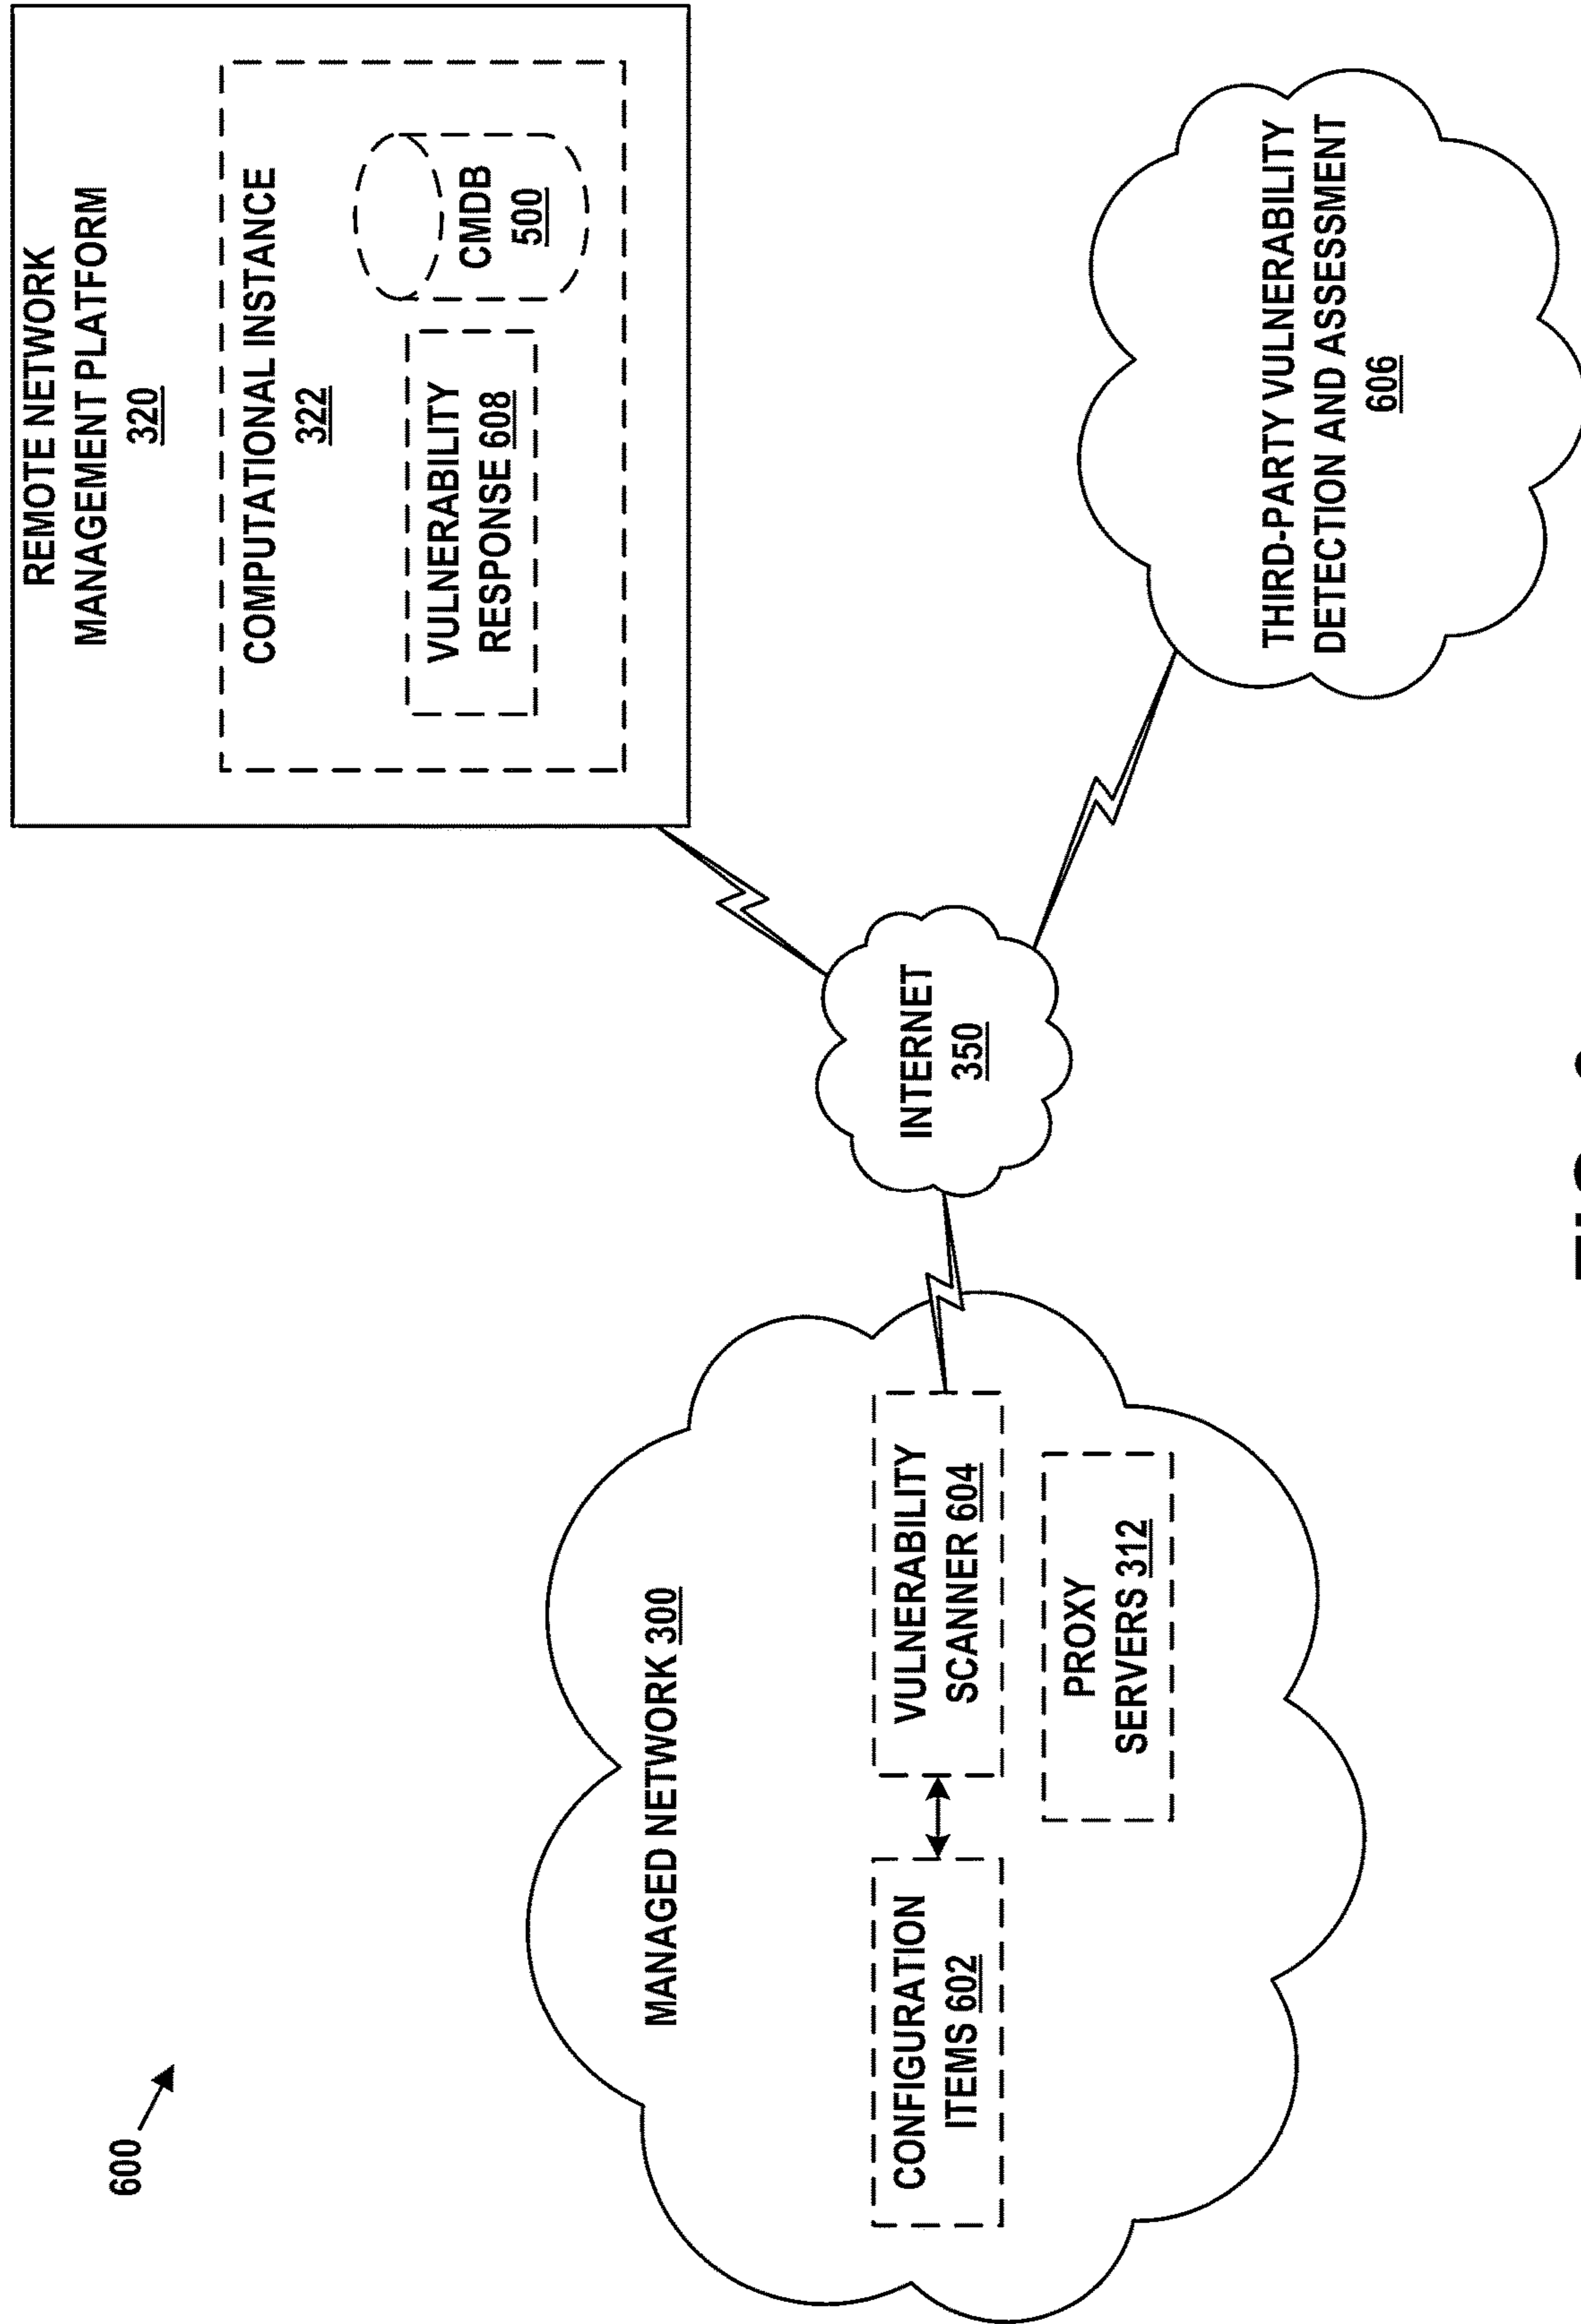 600
MANAGED NETWORK 300
CONFIGURATION
ITEMS 602
VULNERABILITY
SCANNER 604
PROXY
SERVERS 312
INTERNET
350
REMOTE NETWORK
MANAGEMENT PLATFORM
320
COMPUTATIONAL INSTANCE
322
VULNERABILITY
RESPONSE 608
CMDB
500
THIRD-PARTY VULNERABILITY
DETECTION AND ASSESSMENT
606